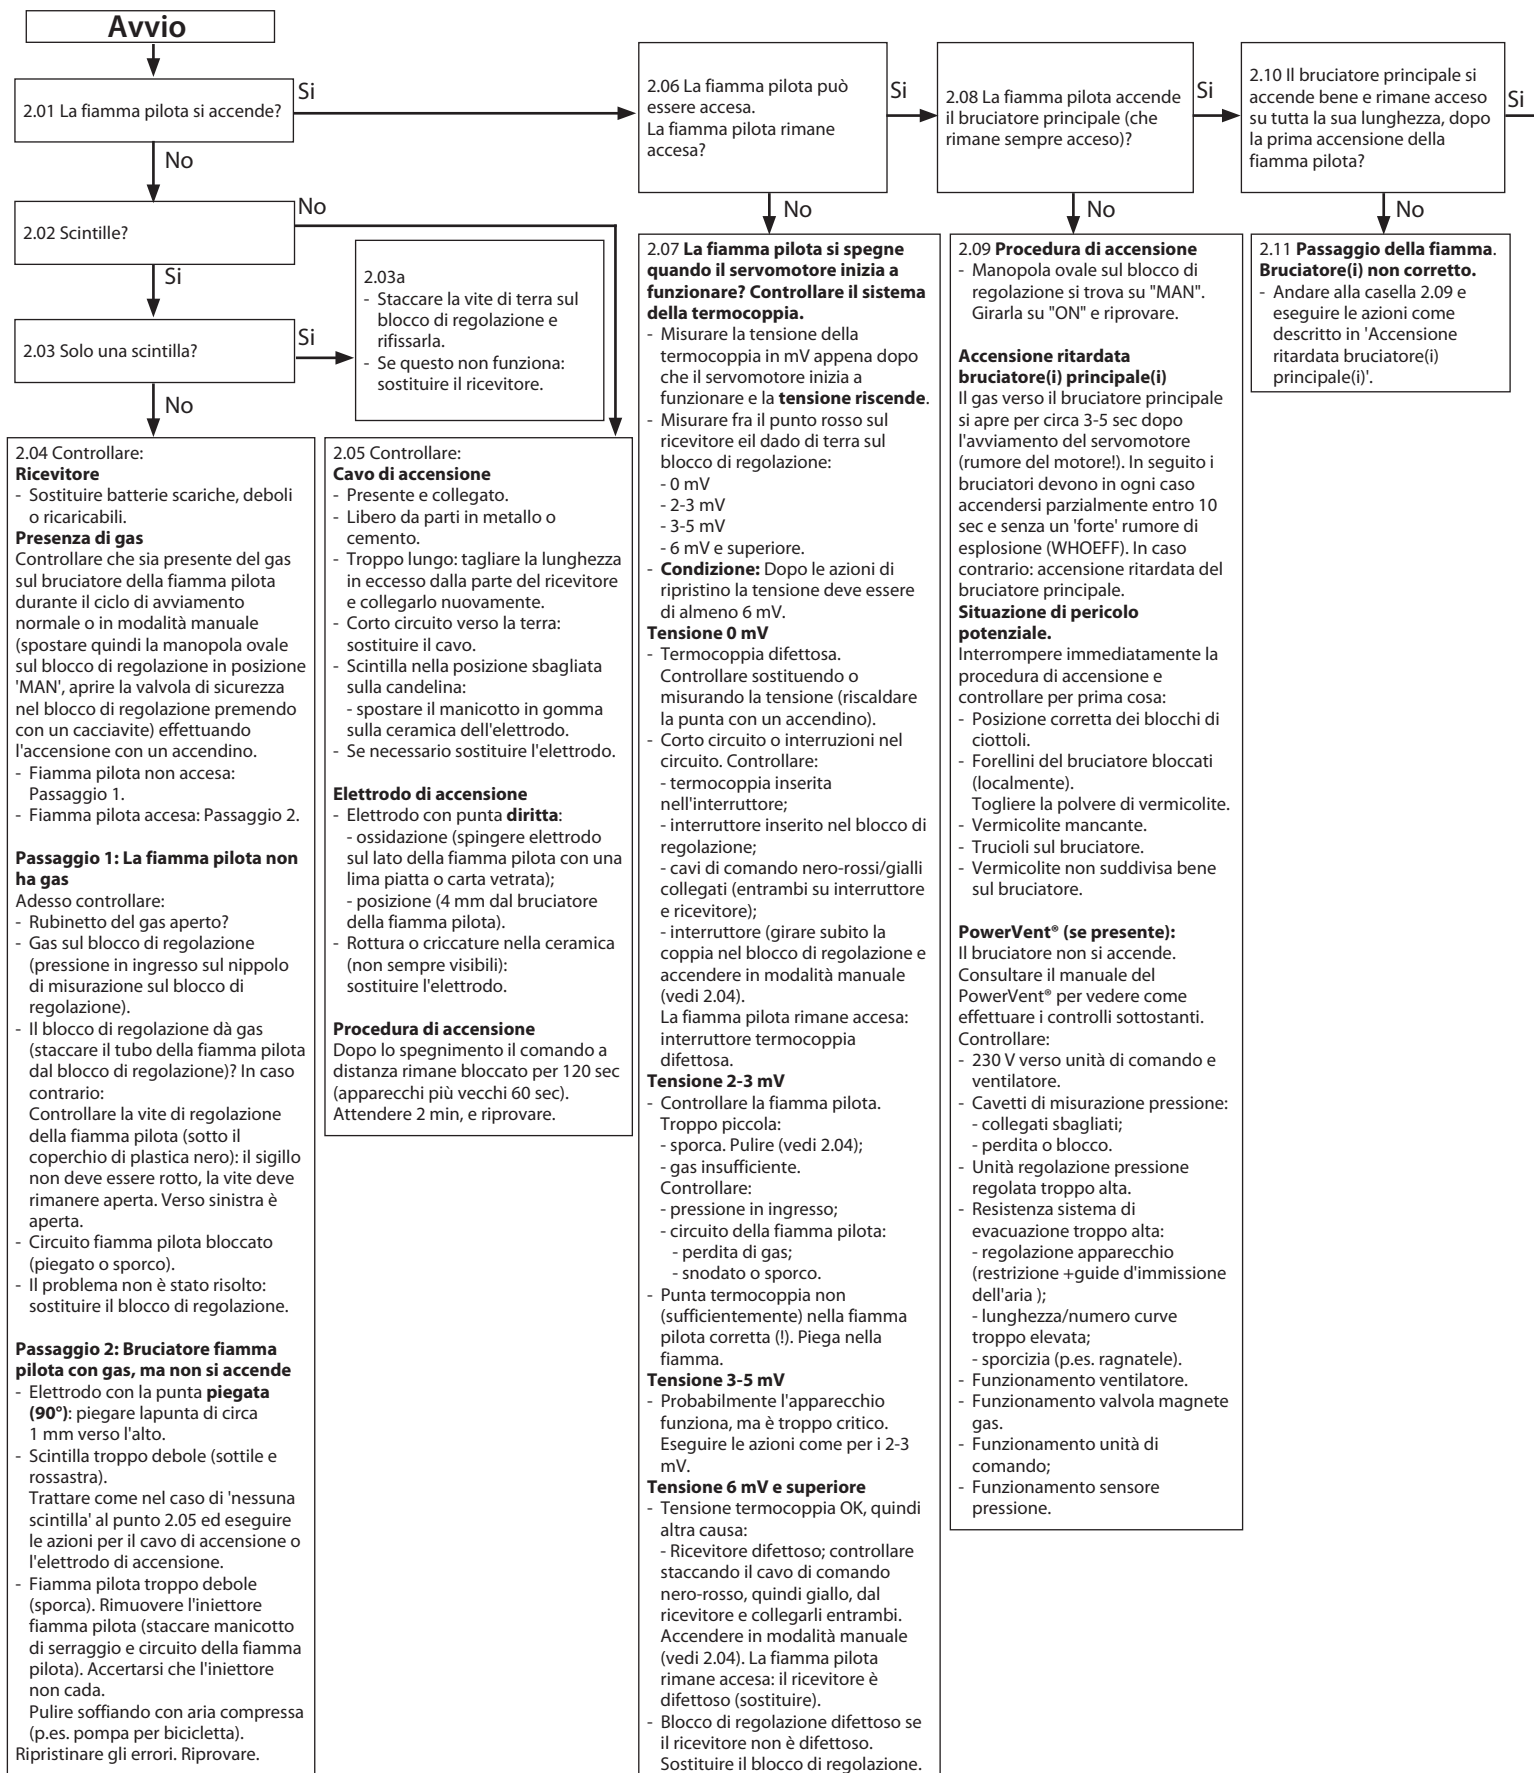 Avvio
2.01 La fiamma pilota si accende?
Si
No
2.02 Scintille?
No
Si
2.03 Solo una scintilla?
Si
No
2.03a
- Staccare la vite di terra sul
blocco di regolazione e
rifissarla.
- Se questo non funziona:
sostituire il ricevitore.
2.04 Controllare:
Ricevitore
- Sostituire batterie scariche, deboli
o ricaricabili.
Presenza di gas
Controllare che sia presente del gas
sul bruciatore della fiamma pilota
durante il ciclo di avviamento
normale o in modalità manuale
(spostare quindi la manopola ovale
sul blocco di regolazione in posizione
'MAN', aprire la valvola di sicurezza
nel blocco di regolazione premendo
con un cacciavite) effettuando
l'accensione con un accendino.
- Fiamma pilota non accesa:
Passaggio 1.
- Fiamma pilota accesa: Passaggio 2.
Passaggio 1: La fiamma pilota non
ha gas
Adesso controllare:
- Rubinetto del gas aperto?
- Gas sul blocco di regolazione
(pressione in ingresso sul nippolo
di misurazione sul blocco di
regolazione).
- Il blocco di regolazione dà gas
(staccare il tubo della fiamma pilota
dal blocco di regolazione)? In caso
contrario:
Controllare la vite di regolazione
della fiamma pilota (sotto il
coperchio di plastica nero): il sigillo
non deve essere rotto, la vite deve
rimanere aperta. Verso sinistra è
aperta.
- Circuito fiamma pilota bloccato
(piegato o sporco).
- Il problema non è stato risolto:
sostituire il blocco di regolazione.
Passaggio 2: Bruciatore fiamma
pilota con gas, ma non si accende
- Elettrodo con la punta piegata
(90°): piegare lapunta di circa
1 mm verso l'alto.
- Scintilla troppo debole (sottile e
rossastra).
Trattare come nel caso di 'nessuna
scintilla' al punto 2.05 ed eseguire
le azioni per il cavo di accensione o
l'elettrodo di accensione.
- Fiamma pilota troppo debole
(sporca). Rimuovere l'iniettore
fiamma pilota (staccare manicotto
di serraggio e circuito della fiamma
pilota). Accertarsi che l'iniettore
non cada.
Pulire soffiando con aria compressa
(p.es. pompa per bicicletta).
Ripristinare gli errori. Riprovare.
2.05 Controllare:
Cavo di accensione
- Presente e collegato.
- Libero da parti in metallo o
cemento.
- Troppo lungo: tagliare la lunghezza
in eccesso dalla parte del ricevitore
e collegarlo nuovamente.
- Corto circuito verso la terra:
sostituire il cavo.
- Scintilla nella posizione sbagliata
sulla candelina:
- spostare il manicotto in gomma
sulla ceramica dell'elettrodo.
- Se necessario sostituire l'elettrodo.
Elettrodo di accensione
- Elettrodo con punta diritta:
- ossidazione (spingere elettrodo
sul lato della fiamma pilota con una
lima piatta o carta vetrata);
- posizione (4 mm dal bruciatore
della fiamma pilota).
- Rottura o criccature nella ceramica
(non sempre visibili):
sostituire l'elettrodo.
Procedura di accensione
Dopo lo spegnimento il comando a
distanza rimane bloccato per 120 sec
(apparecchi più vecchi 60 sec).
Attendere 2 min, e riprovare.
2.06 La fiamma pilota può
essere accesa.
La fiamma pilota rimane
accesa?
Si
No
2.07 La fiamma pilota si spegne
quando il servomotore inizia a
funzionare? Controllare il sistema
della termocoppia.
- Misurare la tensione della
termocoppia in mV appena dopo
che il servomotore inizia a
funzionare e la tensione riscende.
- Misurare fra il punto rosso sul
ricevitore eil dado di terra sul
blocco di regolazione:
- 0 mV
- 2-3 mV
- 3-5 mV
- 6 mV e superiore.
- Condizione: Dopo le azioni di
ripristino la tensione deve essere
di almeno 6 mV.
Tensione 0 mV
- Termocoppia difettosa.
Controllare sostituendo o
misurando la tensione (riscaldare
la punta con un accendino).
- Corto circuito o interruzioni nel
circuito. Controllare:
- termocoppia inserita
nell'interruttore;
- interruttore inserito nel blocco di
regolazione;
- cavi di comando nero-rossi/gialli
collegati (entrambi su interruttore
e ricevitore);
- interruttore (girare subito la
coppia nel blocco di regolazione e
accendere in modalità manuale
(vedi 2.04).
La fiamma pilota rimane accesa:
interruttore termocoppia
difettosa.
Tensione 2-3 mV
- Controllare la fiamma pilota.
Troppo piccola:
- sporca. Pulire (vedi 2.04);
- gas insufficiente.
Controllare:
- pressione in ingresso;
- circuito della fiamma pilota:
- perdita di gas;
- snodato o sporco.
- Punta termocoppia non
(sufficientemente) nella fiamma
pilota corretta (!). Piega nella
fiamma.
Tensione 3-5 mV
- Probabilmente l'apparecchio
funziona, ma è troppo critico.
Eseguire le azioni come per i 2-3
mV.
Tensione 6 mV e superiore
- Tensione termocoppia OK, quindi
altra causa:
- Ricevitore difettoso; controllare
staccando il cavo di comando
nero-rosso, quindi giallo, dal
ricevitore e collegarli entrambi.
Accendere in modalità manuale
(vedi 2.04). La fiamma pilota
rimane accesa: il ricevitore è
difettoso (sostituire).
- Blocco di regolazione difettoso se
il ricevitore non è difettoso.
Sostituire il blocco di regolazione.
2.08 La fiamma pilota accende
il bruciatore principale (che
rimane sempre acceso)?
Si
No
2.09 Procedura di accensione
- Manopola ovale sul blocco di
regolazione si trova su "MAN".
Girarla su "ON" e riprovare.
Accensione ritardata
bruciatore(i) principale(i)
Il gas verso il bruciatore principale
si apre per circa 3-5 sec dopo
l'avviamento del servomotore
(rumore del motore!). In seguito i
bruciatori devono in ogni caso
accendersi parzialmente entro 10
sec e senza un 'forte' rumore di
esplosione (WHOEFF). In caso
contrario: accensione ritardata del
bruciatore principale.
Situazione di pericolo
potenziale.
Interrompere immediatamente la
procedura di accensione e
controllare per prima cosa:
- Posizione corretta dei blocchi di
ciottoli.
- Forellini del bruciatore bloccati
(localmente).
Togliere la polvere di vermicolite.
- Vermicolite mancante.
- Trucioli sul bruciatore.
- Vermicolite non suddivisa bene
sul bruciatore.
PowerVent® (se presente):
Il bruciatore non si accende.
Consultare il manuale del
PowerVent® per vedere come
effettuare i controlli sottostanti.
Controllare:
- 230 V verso unità di comando e
ventilatore.
- Cavetti di misurazione pressione:
- collegati sbagliati;
- perdita o blocco.
- Unità regolazione pressione
regolata troppo alta.
- Resistenza sistema di
evacuazione troppo alta:
- regolazione apparecchio
(restrizione +guide d'immissione
dell'aria );
- lunghezza/numero curve
troppo elevata;
- sporcizia (p.es. ragnatele).
- Funzionamento ventilatore.
- Funzionamento valvola magnete
gas.
- Funzionamento unità di
comando;
- Funzionamento sensore
pressione.
2.10 Il bruciatore principale si
accende bene e rimane acceso
su tutta la sua lunghezza, dopo
la prima accensione della
fiamma pilota?
Si
No
2.11 Passaggio della fiamma.
Bruciatore(i) non corretto.
- Andare alla casella 2.09 e
eseguire le azioni come
descritto in 'Accensione
ritardata bruciatore(i)
principale(i)'.